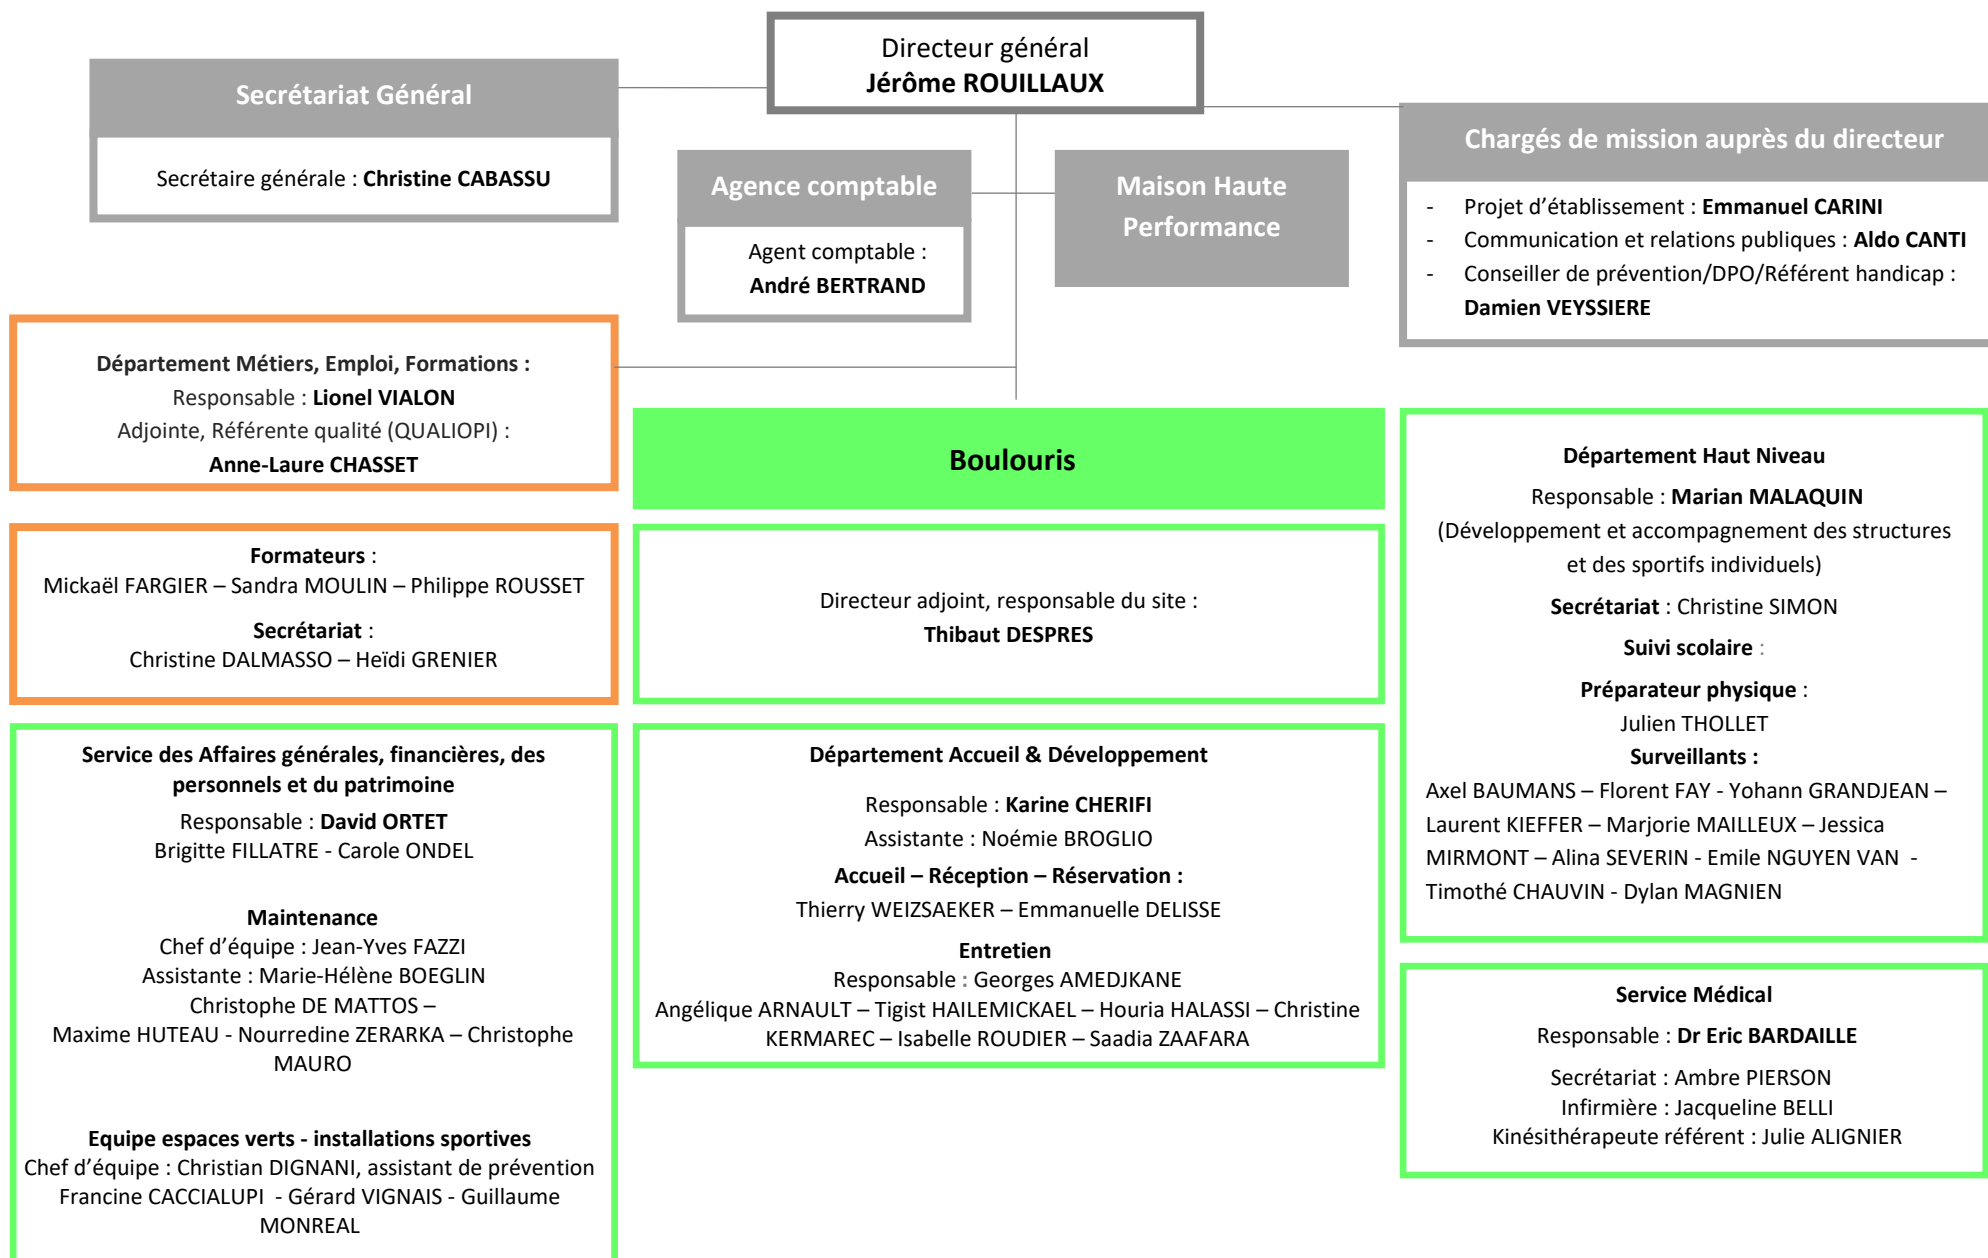 Directeur général
Jérôme ROUILLAUX
Secrétariat Général
Secrétaire générale : Christine CABASSU
Agence comptable
Agent comptable :
André BERTRAND
Maison Haute
Performance
Chargés de mission auprès du directeur
- Projet d’établissement : Emmanuel CARINI
- Communication et relations publiques : Aldo CANTI
- Conseiller de prévention/DPO/Référent handicap :
Damien VEYSSIERE
Département Métiers, Emploi, Formations :
Responsable : Lionel VIALON
Adjointe, Référente qualité (QUALIOPI) :
Anne-Laure CHASSET
Formateurs :
Mickaël FARGIER – Sandra MOULIN – Philippe ROUSSET
Secrétariat :
Christine DALMASSO – Heïdi GRENIER
Service des Affaires générales, financières, des
personnels et du patrimoine
Responsable : David ORTET
Brigitte FILLATRE - Carole ONDEL
Maintenance
Chef d’équipe : Jean-Yves FAZZI
Assistante : Marie-Hélène BOEGLIN
Christophe DE MATTOS –
Maxime HUTEAU - Nourredine ZERARKA – Christophe
MAURO
Equipe espaces verts - installations sportives
Chef d’équipe : Christian DIGNANI, assistant de prévention
Francine CACCIALUPI - Gérard VIGNAIS - Guillaume
MONREAL
Boulouris
Directeur adjoint, responsable du site :
Thibaut DESPRES
Département Accueil & Développement
Responsable : Karine CHERIFI
Assistante : Noémie BROGLIO
Accueil – Réception – Réservation :
Thierry WEIZSAEKER – Emmanuelle DELISSE
Entretien
Responsable : Georges AMEDJKANE
Angélique ARNAULT – Tigist HAILEMICKAEL – Houria HALASSI – Christine
KERMAREC – Isabelle ROUDIER – Saadia ZAAFARA
Département Haut Niveau
Responsable : Marian MALAQUIN
(Développement et accompagnement des structures
et des sportifs individuels)
Secrétariat : Christine SIMON
Suivi scolaire :
Préparateur physique :
Julien THOLLET
Surveillants :
Axel BAUMANS – Florent FAY - Yohann GRANDJEAN –
Laurent KIEFFER – Marjorie MAILLEUX – Jessica
MIRMONT – Alina SEVERIN - Emile NGUYEN VAN -
Timothé CHAUVIN - Dylan MAGNIEN
Service Médical
Responsable : Dr Eric BARDAILLE
Secrétariat : Ambre PIERSON
Infirmière : Jacqueline BELLI
Kinésithérapeute référent : Julie ALIGNIER